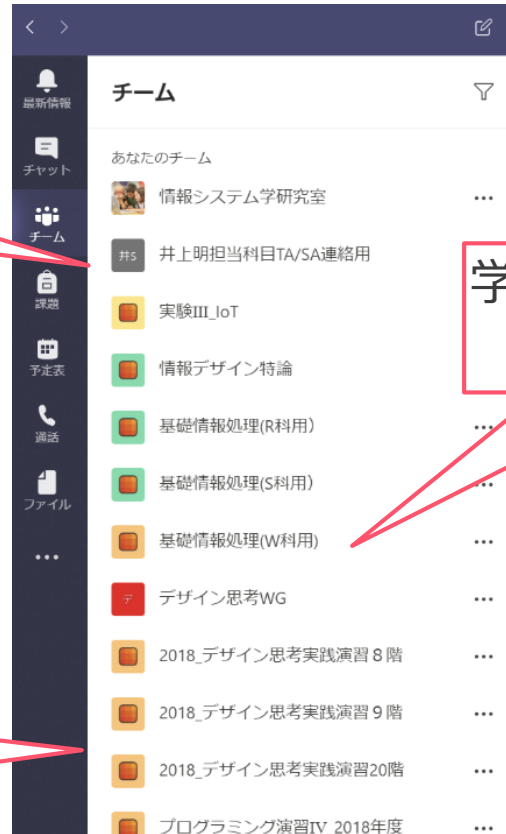 最新情報
チャット
チーム
課題
予定表
通話
ファイル
チーム
あなたのチーム
情報システム学研究室
井s
井上明担当科目TA/SA連絡用
実験III_IoT
情報デザイン特論
基礎情報処理(R科用）
基礎情報処理(S科用）
基礎情報処理(W科用)
テ
デザイン思考WG
2018_デザイン思考実践演習８階
2018_デザイン思考実践演習９階
2018_デザイン思考実践演習20階
プログラミング演習IV 2018年度
学